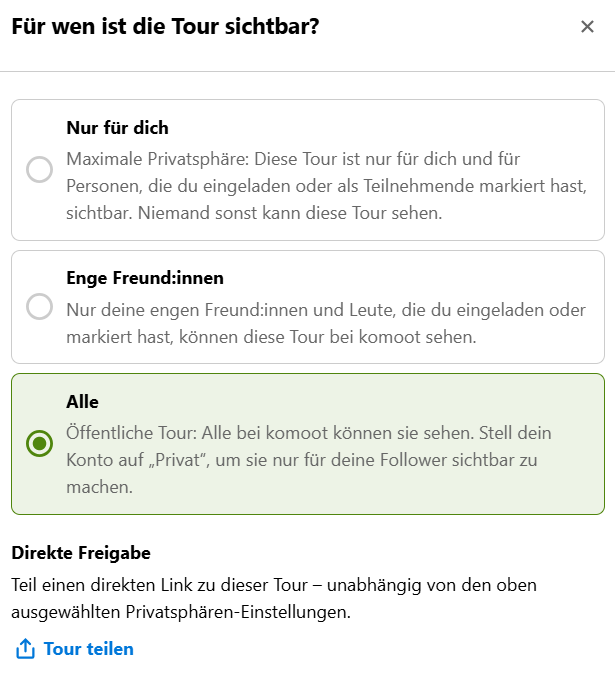 Für wen ist die Tour sichtbar?
Nur für dich
Maximale Privatsphäre: Diese Tour ist nur für dich und für
Personen, die du eingeladen oder als Teilnehmende markiert hast,
sichtbar. Niemand sonst kann diese Tour sehen.
Enge Freund:innen
Nur deine engen Freund:innen und Leute, die du eingeladen oder
markiert hast, können diese Tour bei komoot sehen.
Alle
Öffentliche Tour: Alle bei komoot können sie sehen. Stell dein
Konto auf „Privat“, um sie nur für deine Follower sichtbar zu
machen.
Direkte Freigabe
Teil einen direkten Link zu dieser Tour – unabhängig von den oben
ausgewählten Privatsphären-Einstellungen.
Tour teilen